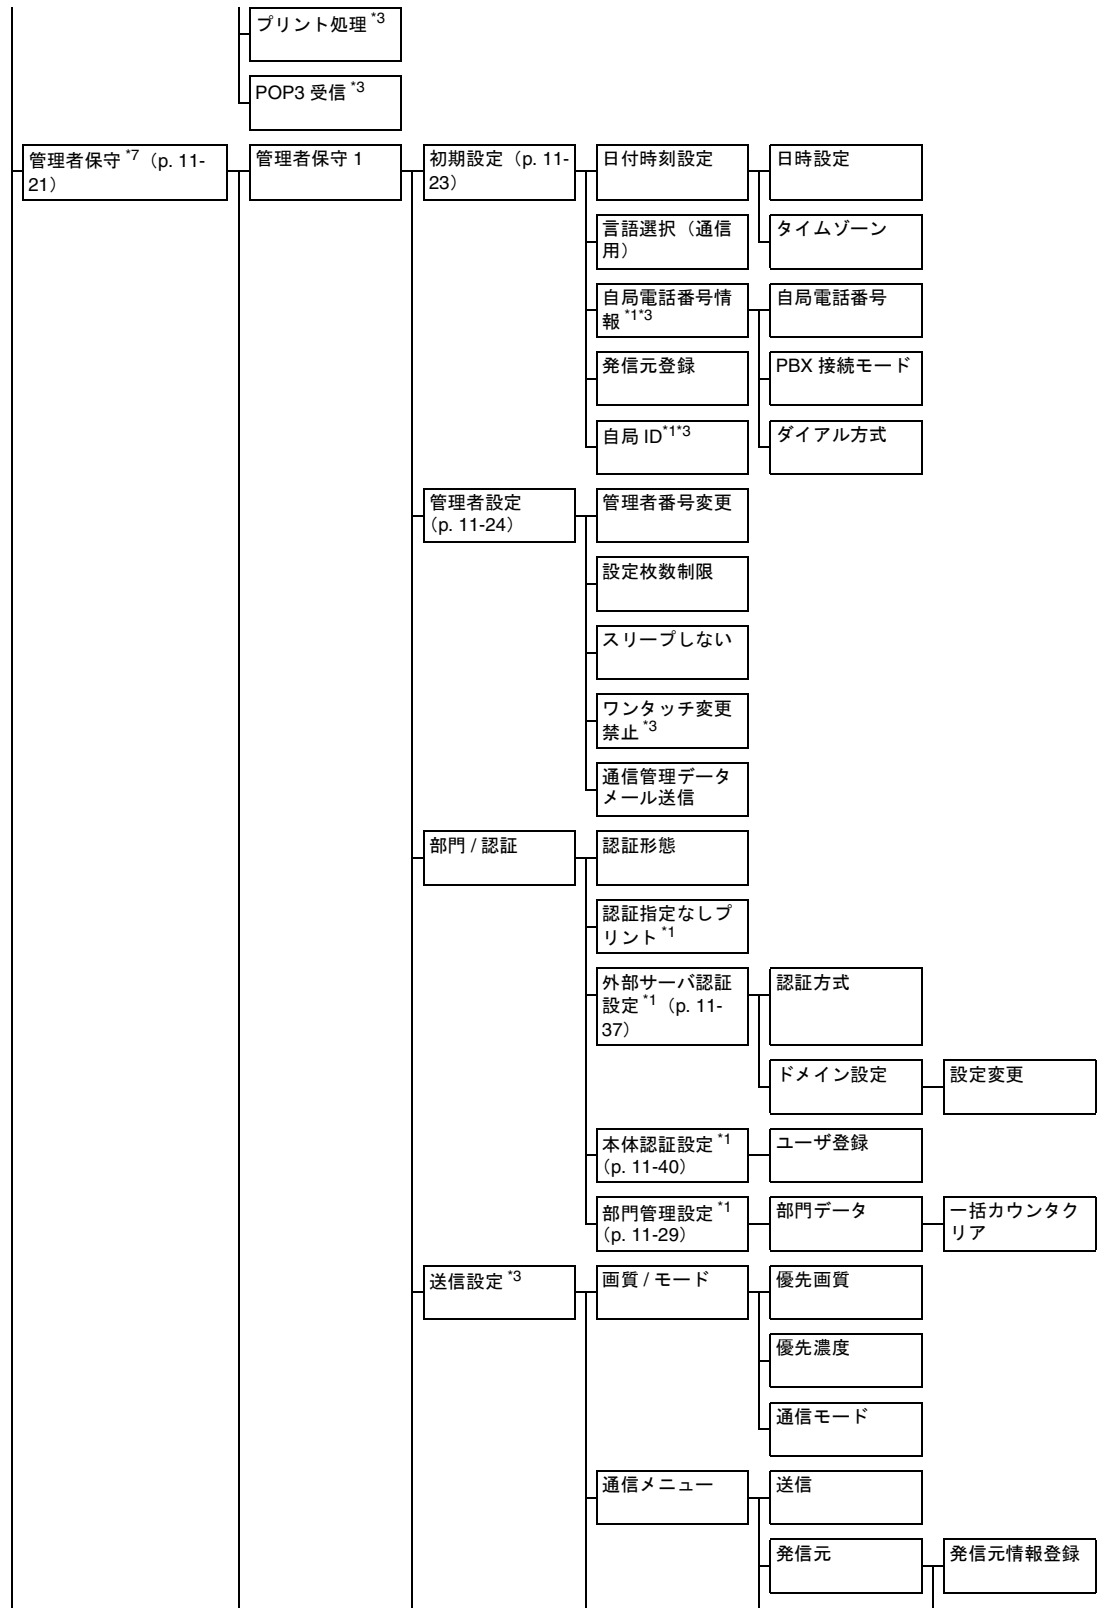 プリント処理 *3
POP3 受信 *3
管理者保守 *7（p. 11-
21）
管理者保守 1
初期設定（p. 11-
23）
日付時刻設定
日時設定
言語選択（通信
用）
タイムゾーン
自局電話番号情
報 *1*3
自局電話番号
発信元登録
PBX 接続モード
自局 ID*1*3
ダイアル方式
管理者設定
（p. 11-24）
管理者番号変更
設定枚数制限
スリープしない
ワンタッチ変更
禁止 *3
通信管理データ
メール送信
部門 / 認証
認証形態
認証指定なしプ
リント *1
外部サーバ認証
設定 *1（p. 11-
37）
認証方式
ドメイン設定
設定変更
本体認証設定 *1
（p. 11-40）
ユーザ登録
部門管理設定 *1
（p. 11-29）
部門データ
一括カウンタク
リア
送信設定 *3
画質 / モード
優先画質
優先濃度
通信モード
通信メニュー
送信
発信元
発信元情報登録